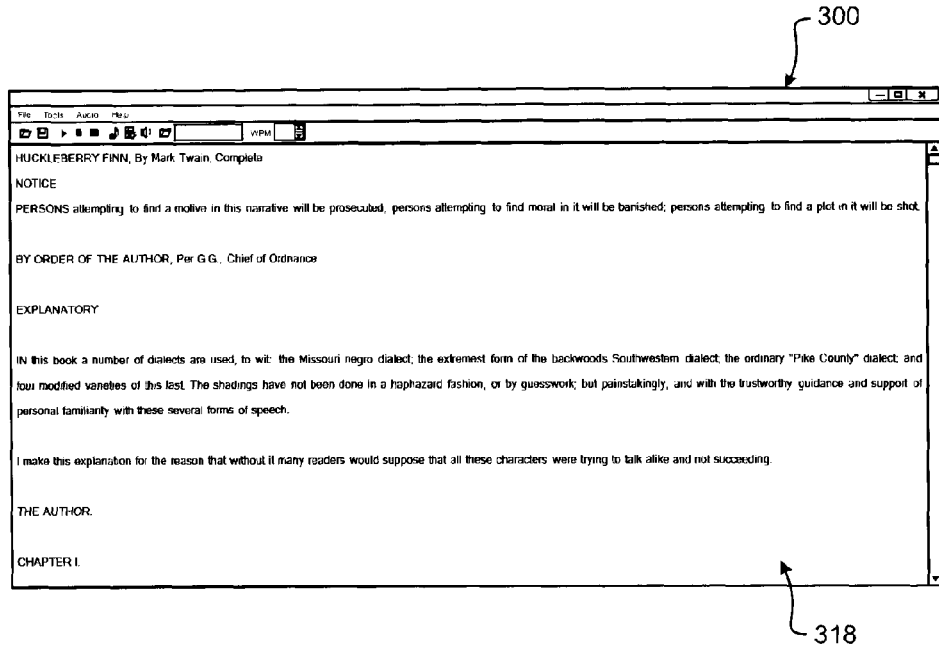 300
File Tools Audio Help
WPM
HUCKLEBERRY FINN, By Mark Twain, Complete
NOTICE
PERSONS attempting to find a motive in this narrative will be prosecuted, persons attempting to find moral in it will be banished; persons attempting to find a plot in it will be shot.
BY ORDER OF THE AUTHOR, Per G.G., Chief of Ordnance
EXPLANATORY
IN this book a number of dialects are used, to wit: the Missouri negro dialect; the extremest form of the backwoods Southwestern dialect; the ordinary "Pike County" dialect; and
four modified varieties of this last. The shadings have not been done in a haphazard fashion, or by guesswork; but painstakingly, and with the trustworthy guidance and support of
personal familiarity with these several forms of speech.
I make this explanation for the reason that without it many readers would suppose that all these characters were trying to talk alike and not succeeding.
THE AUTHOR.
CHAPTER I.
318